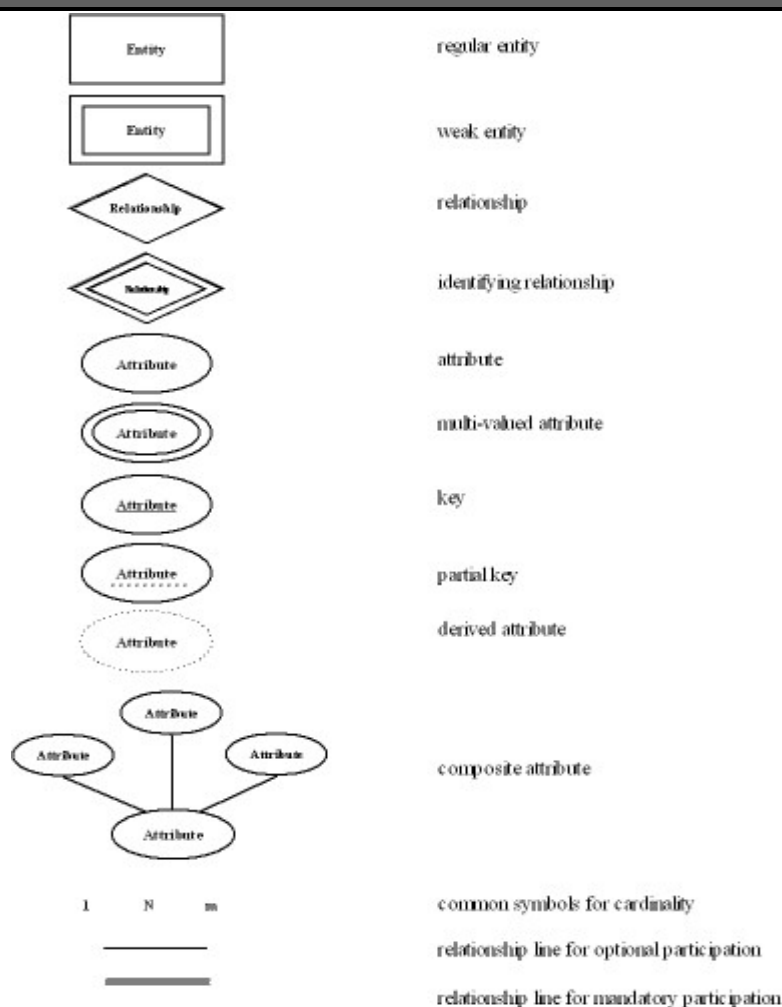 Entity regular entity
Entity weak entity
Relationship relationship
Relationship identifying relationship
Attribute attribute
Attribute multi-valued attribute
Attribute key
Attribute partial key
Attribute derived attribute
Attribute
Attribute Attribute
composite attribute
Attribute
1 N m common symbols for cardinality
relationship line for optional participation
relationship line for mandatory participation